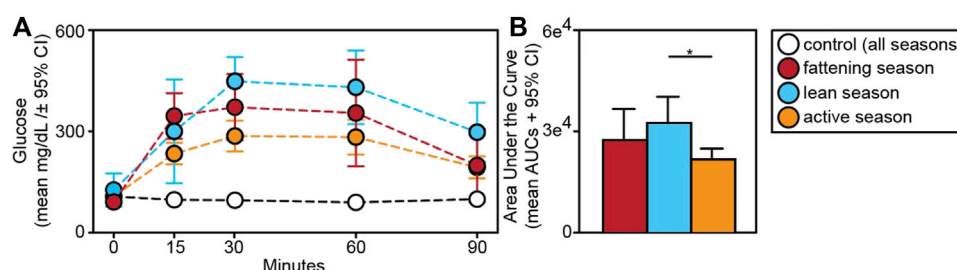 A
Glucose
(mean mg/dL /± 95% CI)
600
300
0
0 15 30 60 90
Minutes
B
Area Under the Curve
(mean AUCs + 95% CI)
6e⁴
3e⁴
0
*
control (all seasons
fattening season
lean season
active season